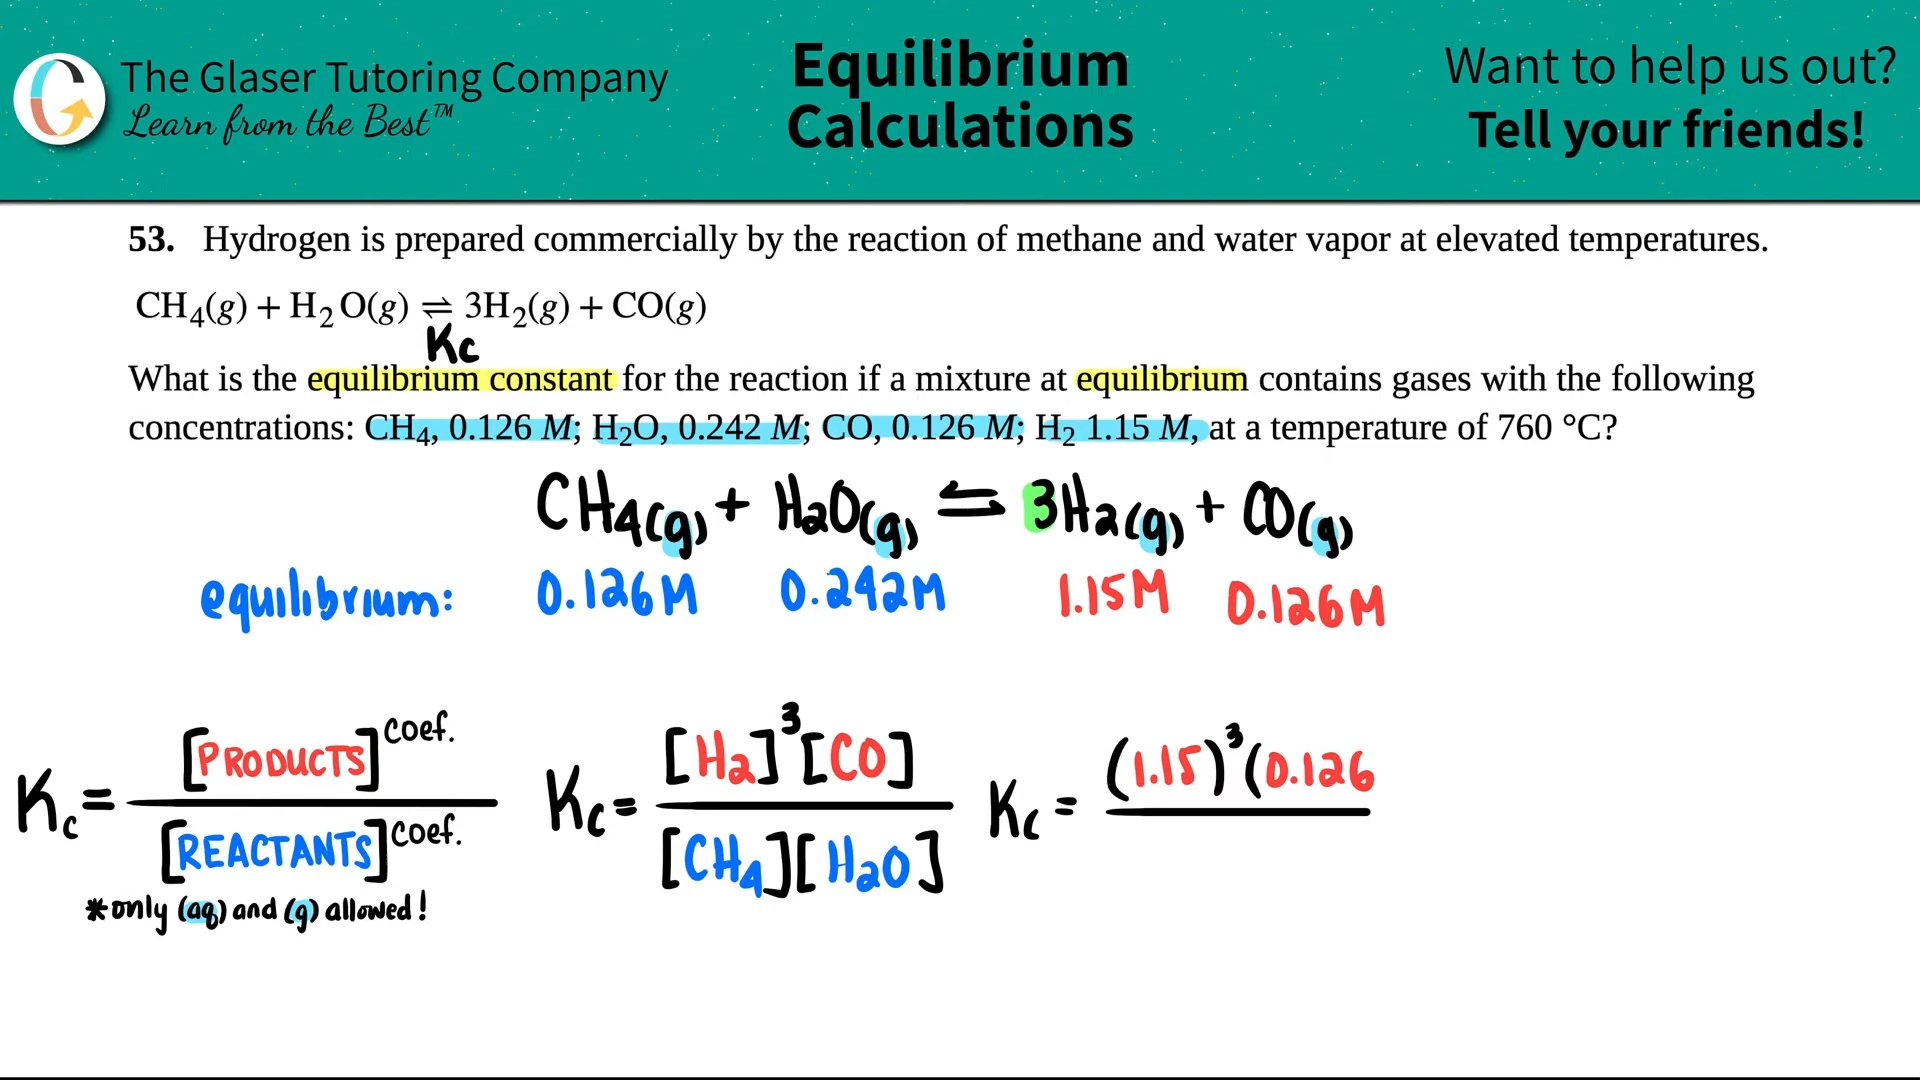 The Glaser Tutoring Company
Learn from the Best™
Equilibrium
Calculations
Want to help us out?
Tell your friends!
53. Hydrogen is prepared commercially by the reaction of methane and water vapor at elevated temperatures.
CH₄(g) + H₂O(g) ⇌ 3H₂(g) + CO(g)
Kc
What is the equilibrium constant for the reaction if a mixture at equilibrium contains gases with the following
concentrations: CH₄, 0.126 M; H₂O, 0.242 M; CO, 0.126 M; H₂ 1.15 M, at a temperature of 760 °C?
CH₄(g) + H₂O(g) ⇌ 3H₂(g) + CO(g)
equilibrium: 0.126M 0.242M 1.15M 0.126M
Kc = [PRODUCTS]^coef. / [REACTANTS]^coef.
*only (aq) and (g) allowed!
Kc = [H₂]³[CO] / [CH₄][H₂O]
Kc = (1.15)³(0.126